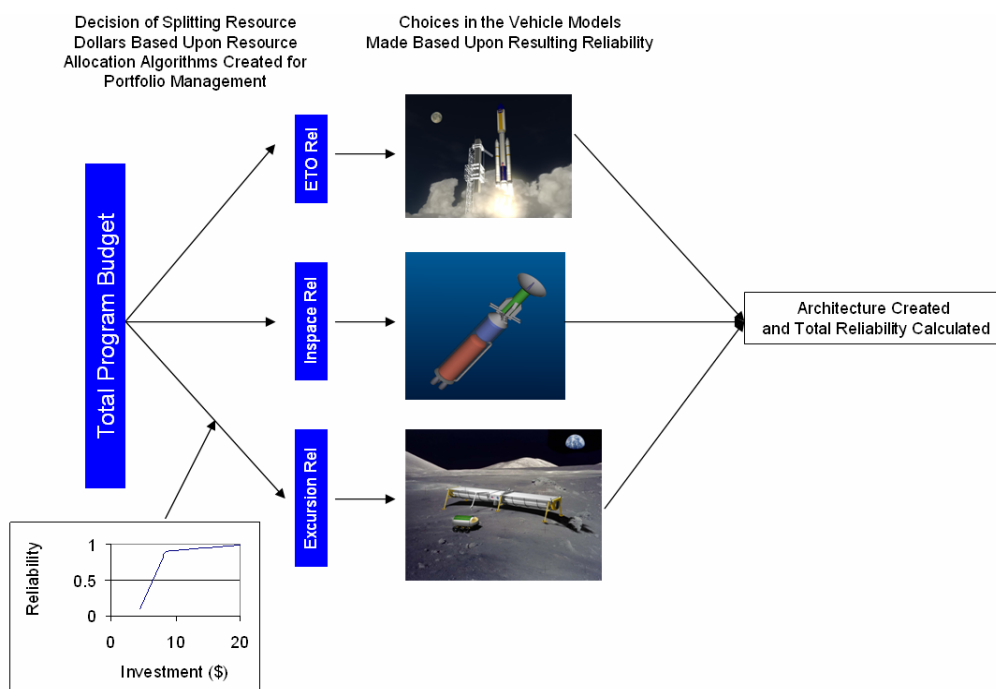 Decision of Splitting Resource
Dollars Based Upon Resource
Allocation Algorithms Created for
Portfolio Management
Choices in the Vehicle Models
Made Based Upon Resulting Reliability
Total Program Budget
ETO Rel
Inspace Rel
Excursion Rel
Architecture Created
and Total Reliability Calculated
Reliability
1
0.5
0
0
10
20
Investment ($)